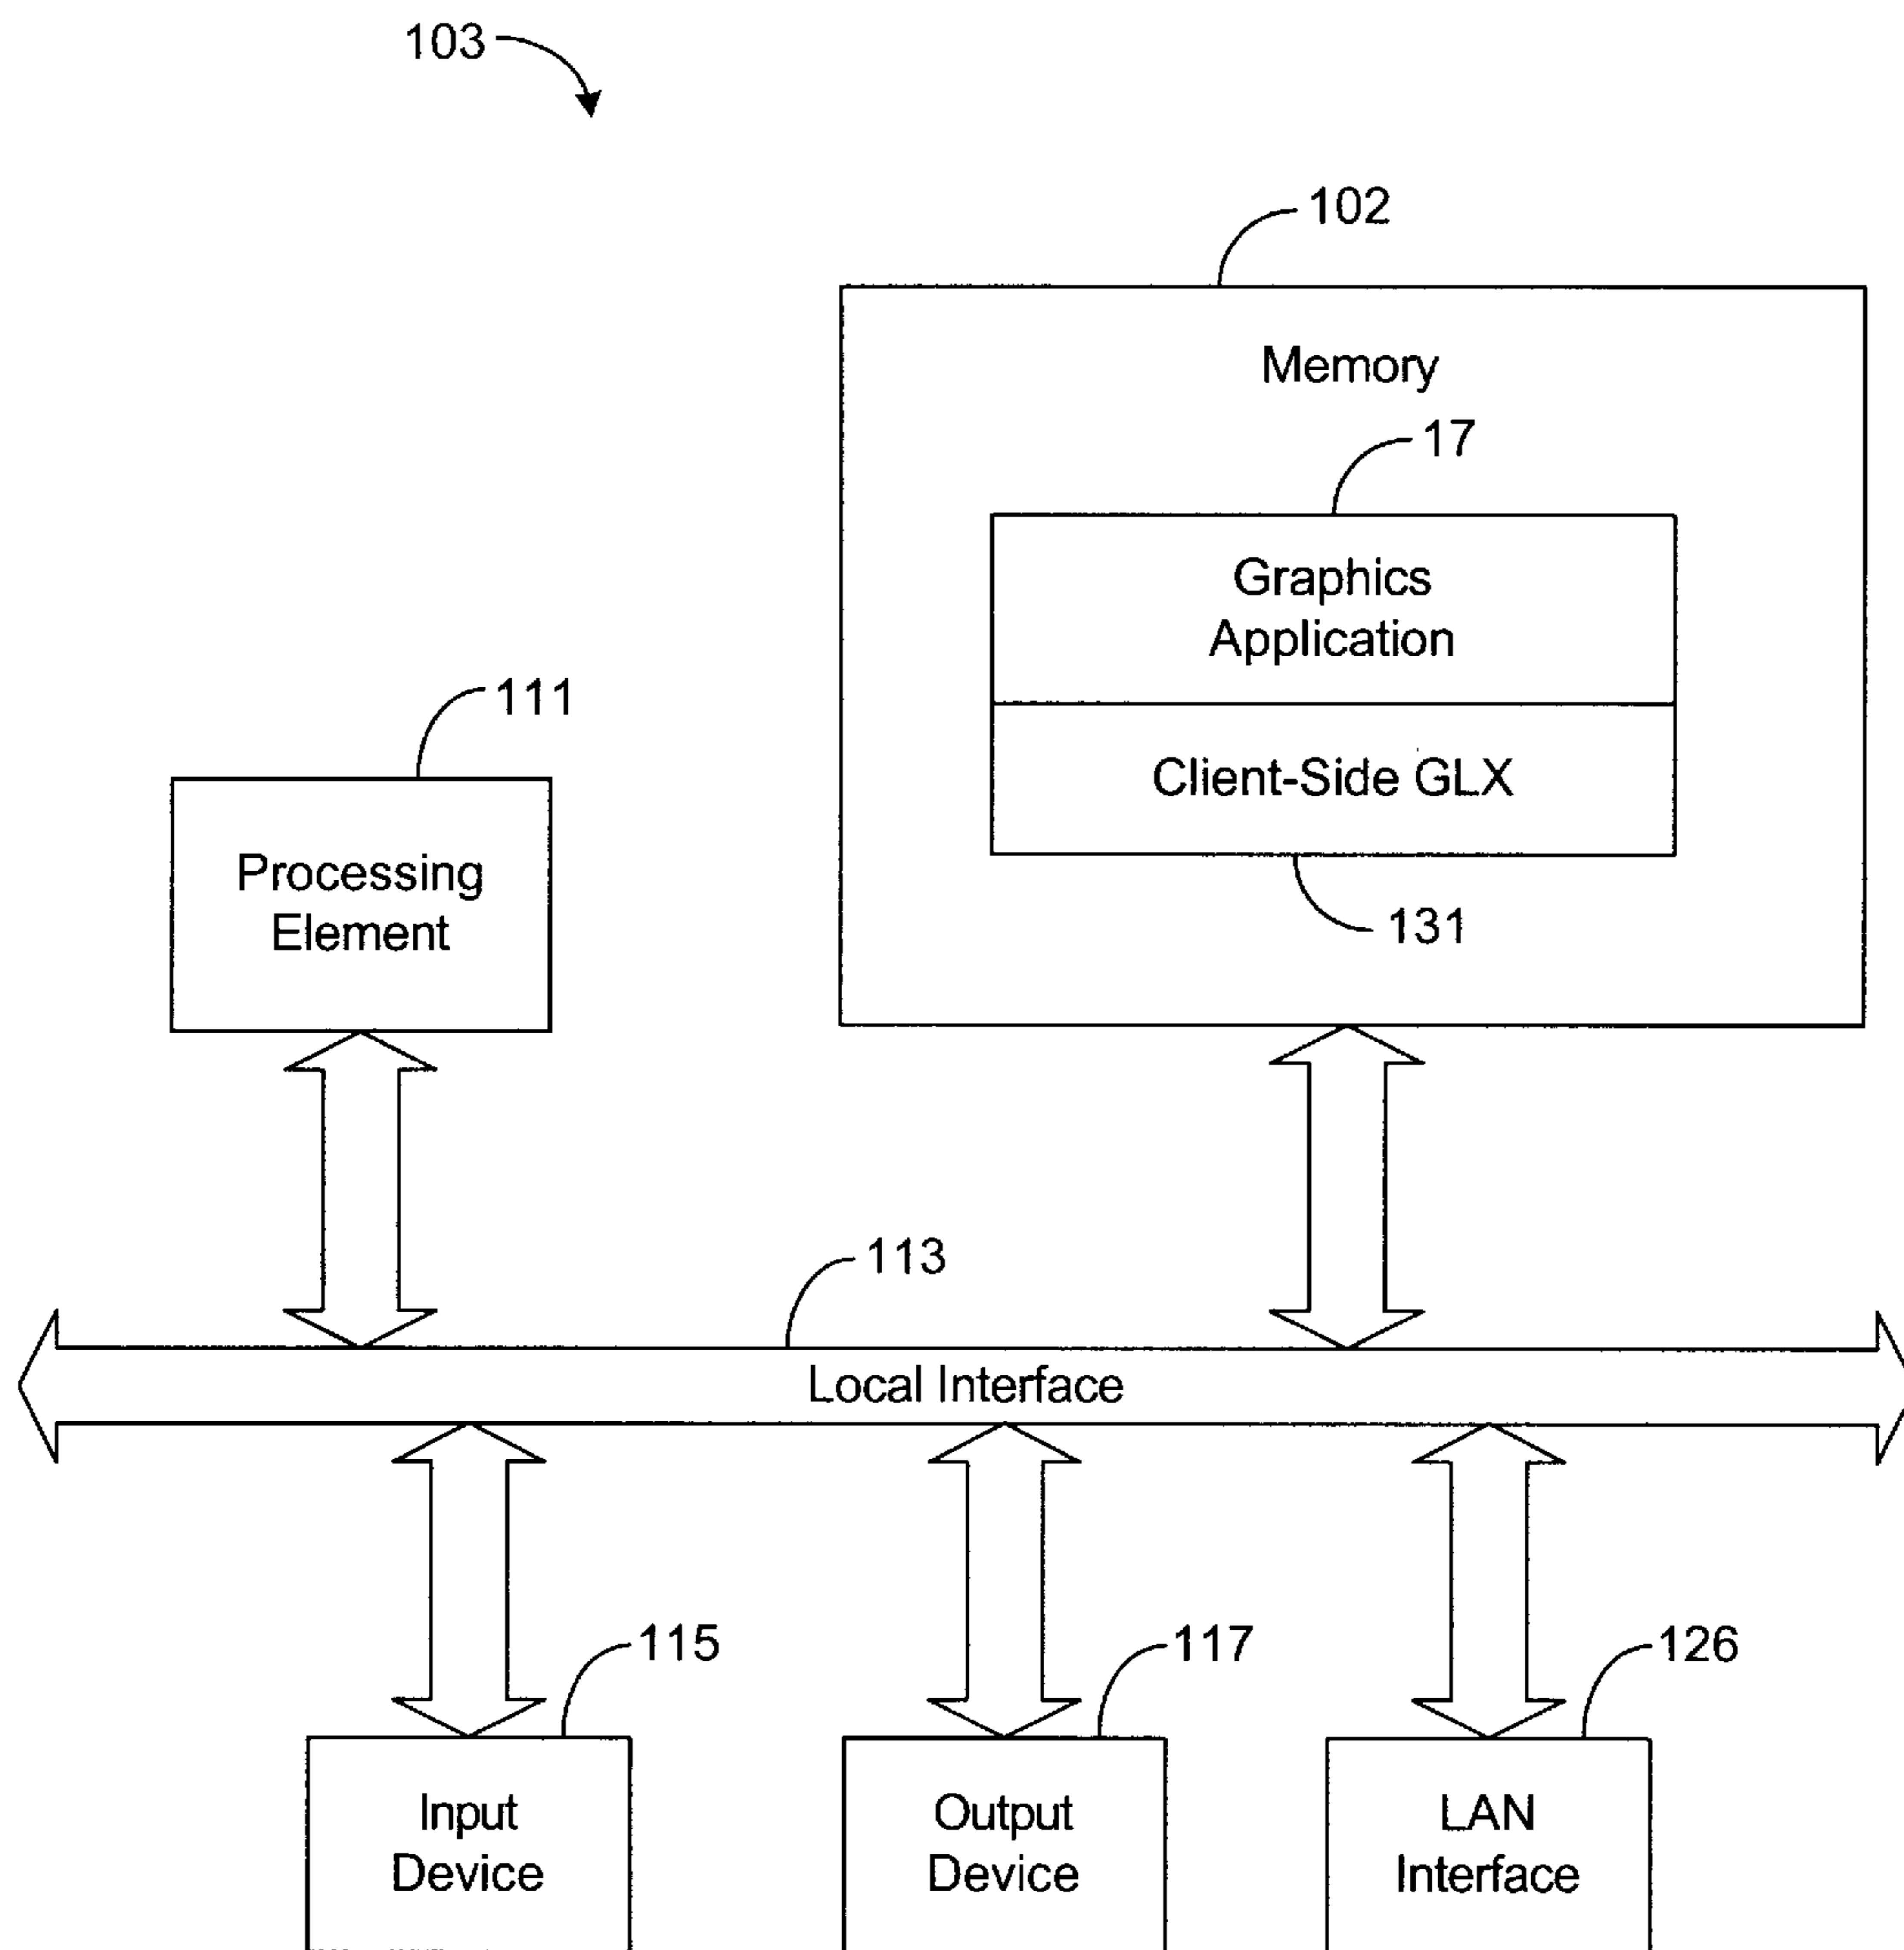 103
102
Memory
17
Graphics
Application
Client-Side GLX
131
111
Processing
Element
113
Local Interface
115
117
126
Input
Device
Output
Device
LAN
Interface